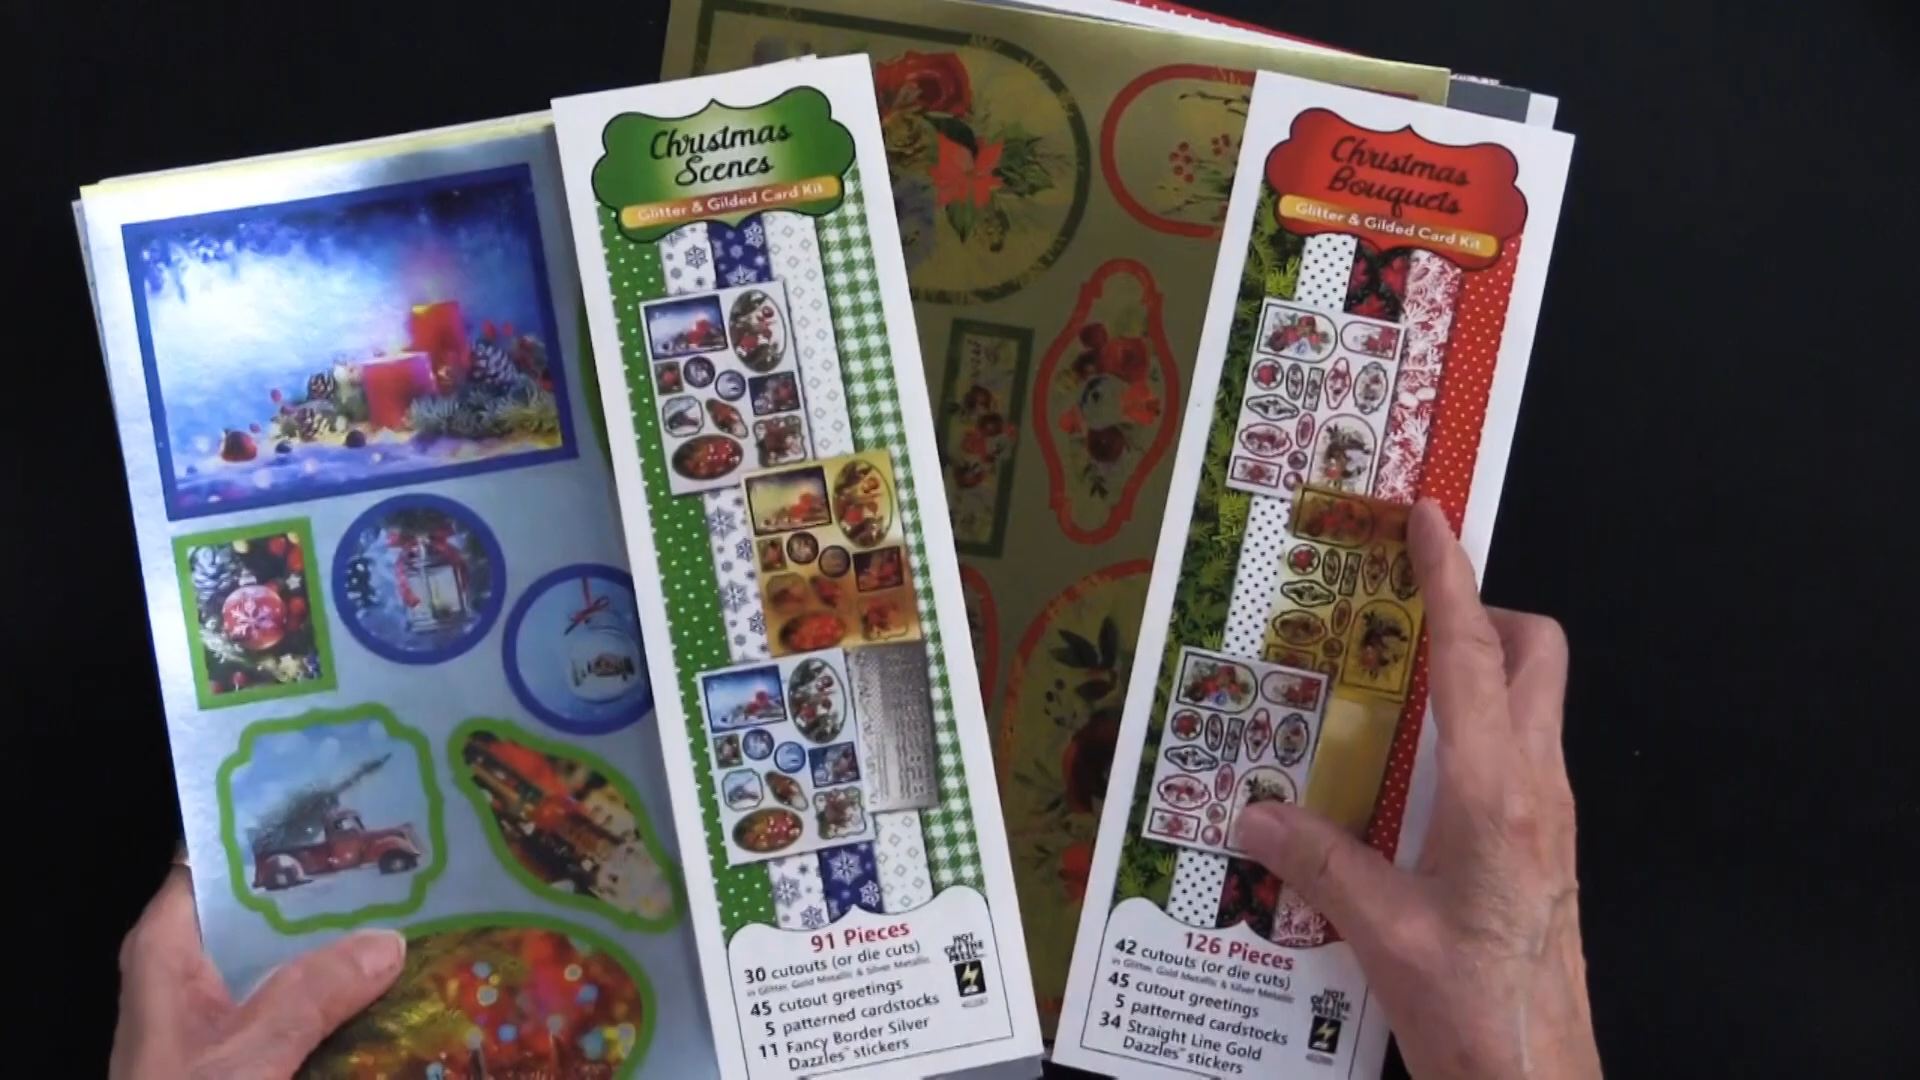 Christmas
Scenes
Glitter & Gilded Card Kit
91 Pieces
30 cutouts (or die cuts)
in Glitter, Gold Metallic & Silver Metallic
45 cutout greetings
5 patterned cardstocks
11 Fancy Border Silver
Dazzles™ stickers
HOT
OFF THE
PRESS
Christmas
Bouquets
Glitter & Gilded Card Kit
126 Pieces
42 cutouts (or die cuts)
in Glitter, Gold Metallic & Silver Metallic
45 cutout greetings
5 patterned cardstocks
34 Straight Line Gold
Dazzles™ stickers
HOT
OFF THE
PRESS